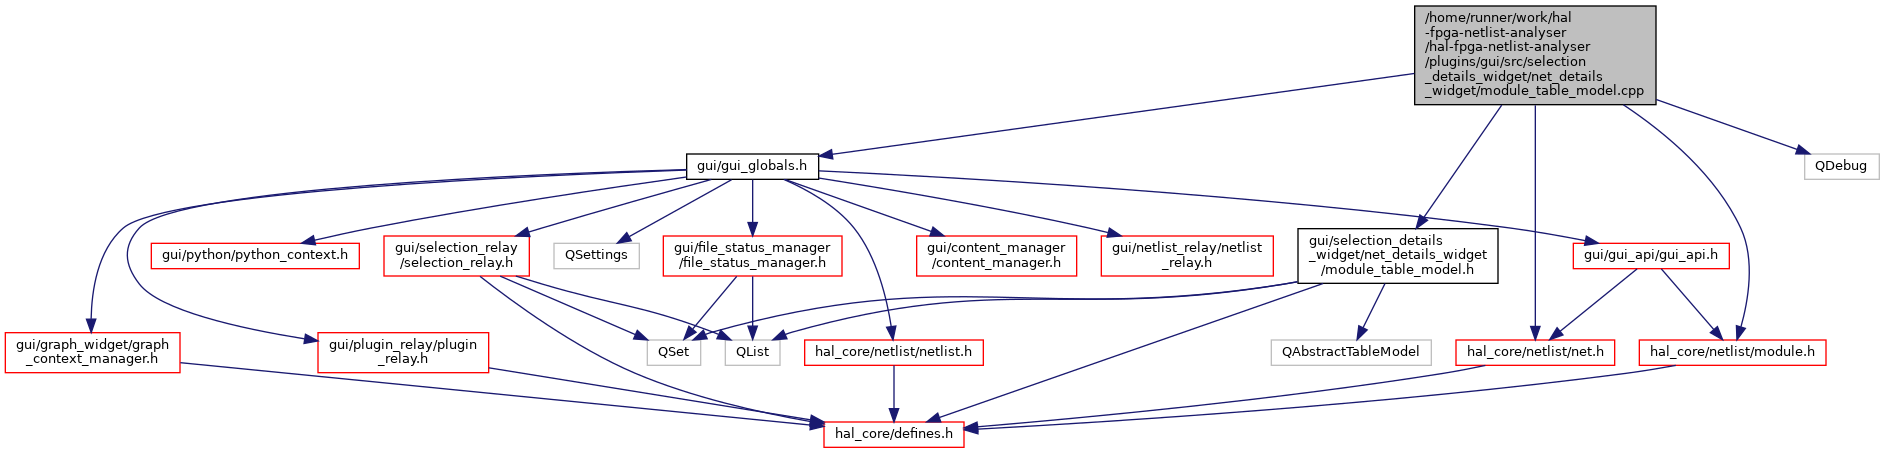 /home/runner/work/hal
-fpga-netlist-analyser
/hal-fpga-netlist-analyser
/plugins/gui/src/selection
_details_widget/net_details
_widget/module_table_model.cpp
gui/gui_globals.h
QDebug
gui/python/python_context.h
gui/selection_relay
/selection_relay.h
QSettings
gui/file_status_manager
/file_status_manager.h
gui/content_manager
/content_manager.h
gui/netlist_relay/netlist
_relay.h
gui/selection_details
_widget/net_details_widget
/module_table_model.h
gui/gui_api/gui_api.h
gui/graph_widget/graph
_context_manager.h
gui/plugin_relay/plugin
_relay.h
QSet
QList
hal_core/netlist/netlist.h
QAbstractTableModel
hal_core/netlist/net.h
hal_core/netlist/module.h
hal_core/defines.h